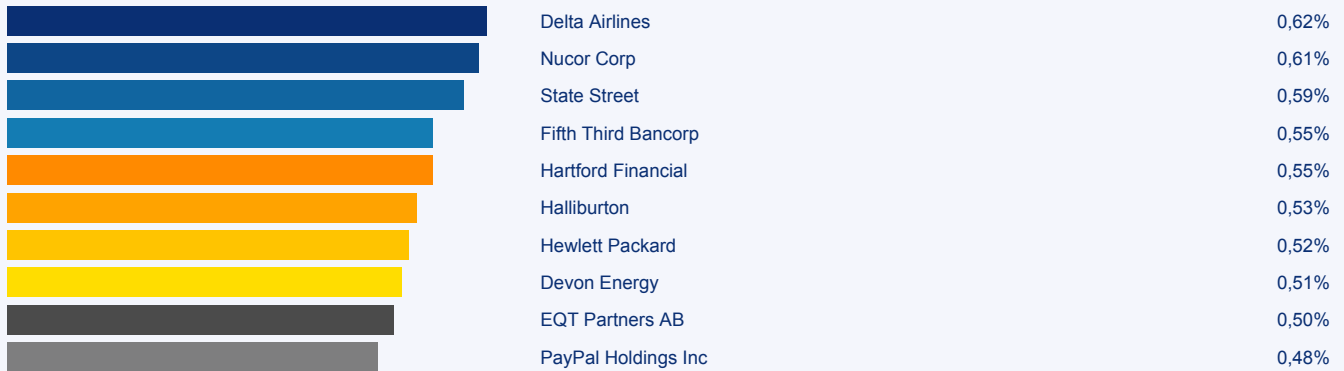 Delta Airlines 0,62%
Nucor Corp 0,61%
State Street 0,59%
Fifth Third Bancorp 0,55%
Hartford Financial 0,55%
Halliburton 0,53%
Hewlett Packard 0,52%
Devon Energy 0,51%
EQT Partners AB 0,50%
PayPal Holdings Inc 0,48%